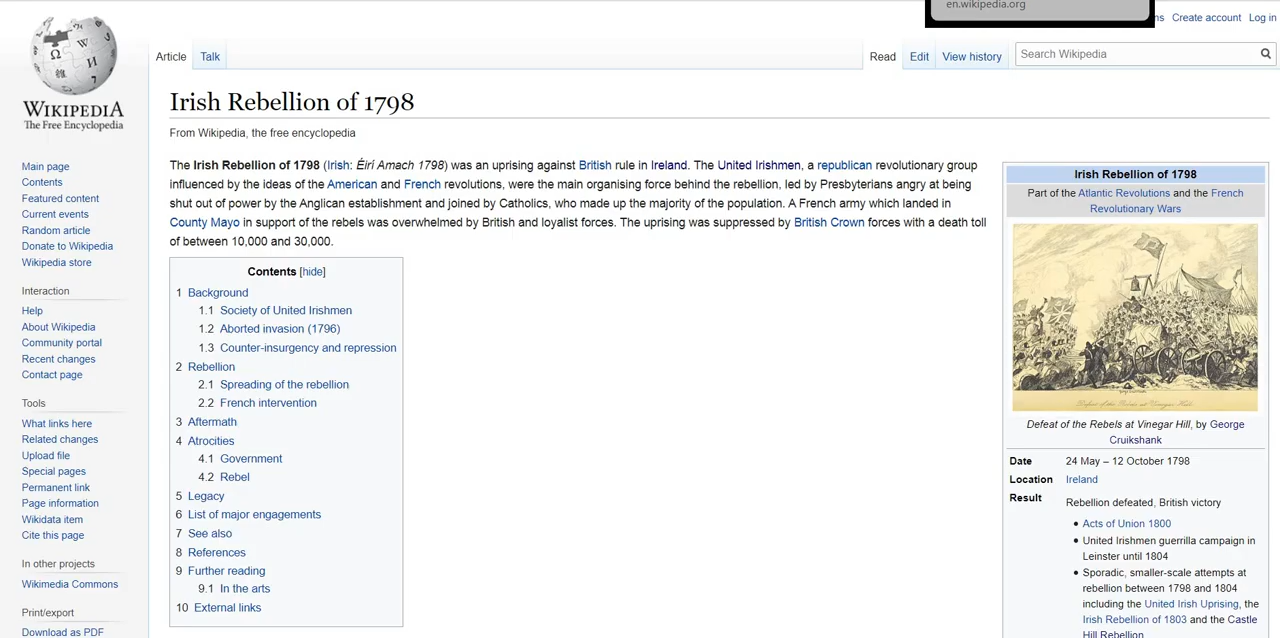 en.wikipedia.org
Create account Log in
WIKIPEDIA
The Free Encyclopedia
Article Talk
Read Edit View history Search Wikipedia
Main page
Contents
Featured content
Current events
Random article
Donate to Wikipedia
Wikipedia store
Interaction
Help
About Wikipedia
Community portal
Recent changes
Contact page
Tools
What links here
Related changes
Upload file
Special pages
Permanent link
Page information
Wikidata item
Cite this page
In other projects
Wikimedia Commons
Print/export
Download as PDF
Irish Rebellion of 1798
From Wikipedia, the free encyclopedia
The Irish Rebellion of 1798 (Irish: Éirí Amach 1798) was an uprising against British rule in Ireland. The United Irishmen, a republican revolutionary group
influenced by the ideas of the American and French revolutions, were the main organising force behind the rebellion, led by Presbyterians angry at being
shut out of power by the Anglican establishment and joined by Catholics, who made up the majority of the population. A French army which landed in
County Mayo in support of the rebels was overwhelmed by British and loyalist forces. The uprising was suppressed by British Crown forces with a death toll
of between 10,000 and 30,000.
Contents [hide]
1 Background
1.1 Society of United Irishmen
1.2 Aborted invasion (1796)
1.3 Counter-insurgency and repression
2 Rebellion
2.1 Spreading of the rebellion
2.2 French intervention
3 Aftermath
4 Atrocities
4.1 Government
4.2 Rebel
5 Legacy
6 List of major engagements
7 See also
8 References
9 Further reading
9.1 In the arts
10 External links
Irish Rebellion of 1798
Part of the Atlantic Revolutions and the French
Revolutionary Wars
Defeat of the Rebels at Vinegar Hill, by George
Cruikshank
Date 24 May – 12 October 1798
Location Ireland
Result Rebellion defeated, British victory
• Acts of Union 1800
• United Irishmen guerrilla campaign in
Leinster until 1804
• Sporadic, smaller-scale attempts at
rebellion between 1798 and 1804
including the United Irish Uprising, the
Irish Rebellion of 1803 and the Castle
Hill Rebellion